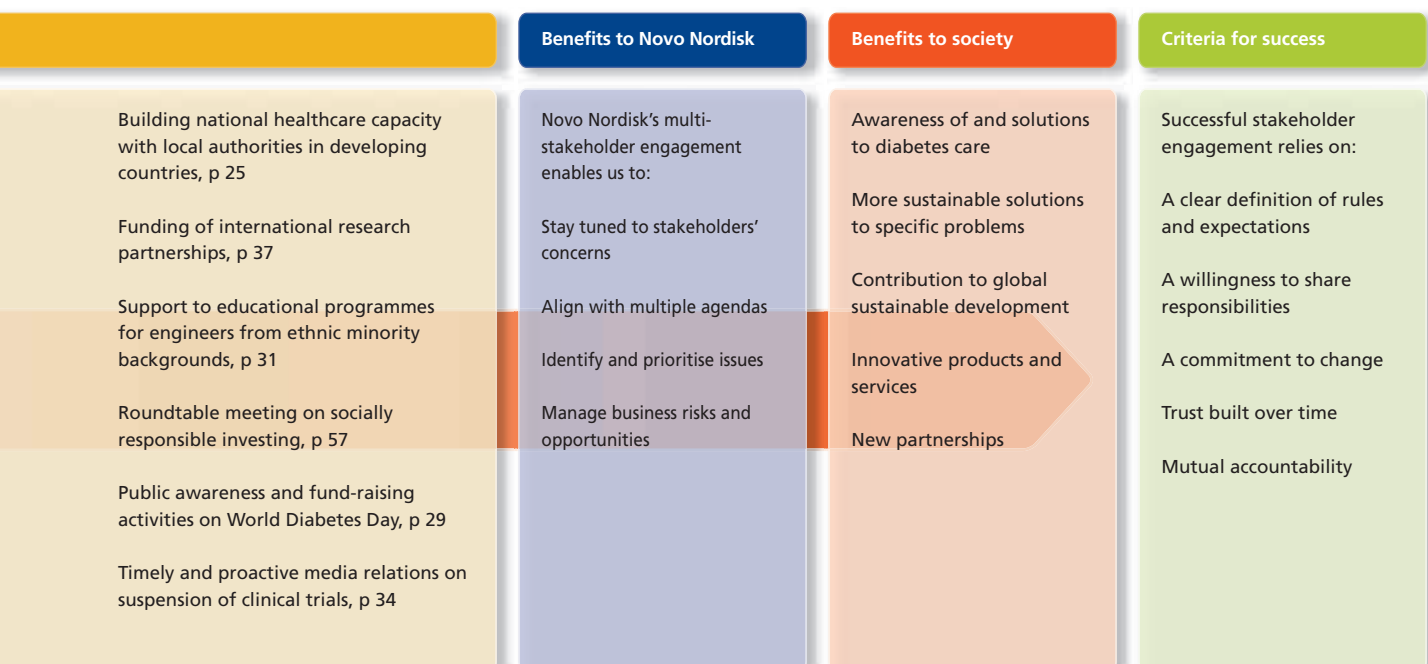 Benefits to Novo Nordisk
Benefits to society
Criteria for success
Building national healthcare capacity
with local authorities in developing
countries, p 25
Funding of international research
partnerships, p 37
Support to educational programmes
for engineers from ethnic minority
backgrounds, p 31
Roundtable meeting on socially
responsible investing, p 57
Public awareness and fund-raising
activities on World Diabetes Day, p 29
Timely and proactive media relations on
suspension of clinical trials, p 34
Novo Nordisk’s multi-
stakeholder engagement
enables us to:
Stay tuned to stakeholders’
concerns
Align with multiple agendas
Identify and prioritise issues
Manage business risks and
opportunities
Awareness of and solutions
to diabetes care
More sustainable solutions
to specific problems
Contribution to global
sustainable development
Innovative products and
services
New partnerships
Successful stakeholder
engagement relies on:
A clear definition of rules
and expectations
A willingness to share
responsibilities
A commitment to change
Trust built over time
Mutual accountability